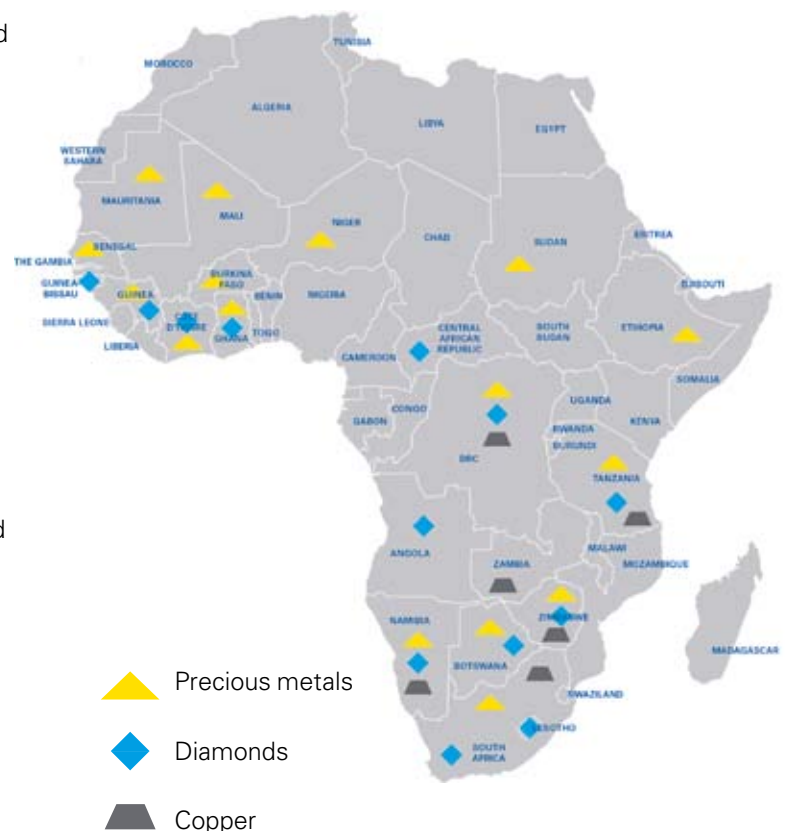 d
TUNISIA
MOROCCO
ALGERIA
LIBYA
EGYPT
WESTERN
SAHARA
MAURITANIA
MALI
NIGER
CHAD
SUDAN
ERITREA
SENEGAL
THE GAMBIA
GUINEA
BISSAU
GUINEA
BURKINA
FASO
BENIN
NIGERIA
DJIBOUTI
SIERRA LEONE
CÔTE
D'IVOIRE
GHANA
TOGO
LIBERIA
CAMEROON
CENTRAL
AFRICAN
REPUBLIC
SOUTH
SUDAN
ETHIOPIA
SOMALIA
UGANDA
KENYA
GABON
CONGO
RWANDA
BURUNDI
DRC
TANZANIA
d
ANGOLA
ZAMBIA
MALAWI
MOZAMBIQUE
NAMIBIA
ZIMBABWE
BOTSWANA
MADAGASCAR
SWAZILAND
LESOTHO
SOUTH
AFRICA
Precious metals
Diamonds
Copper